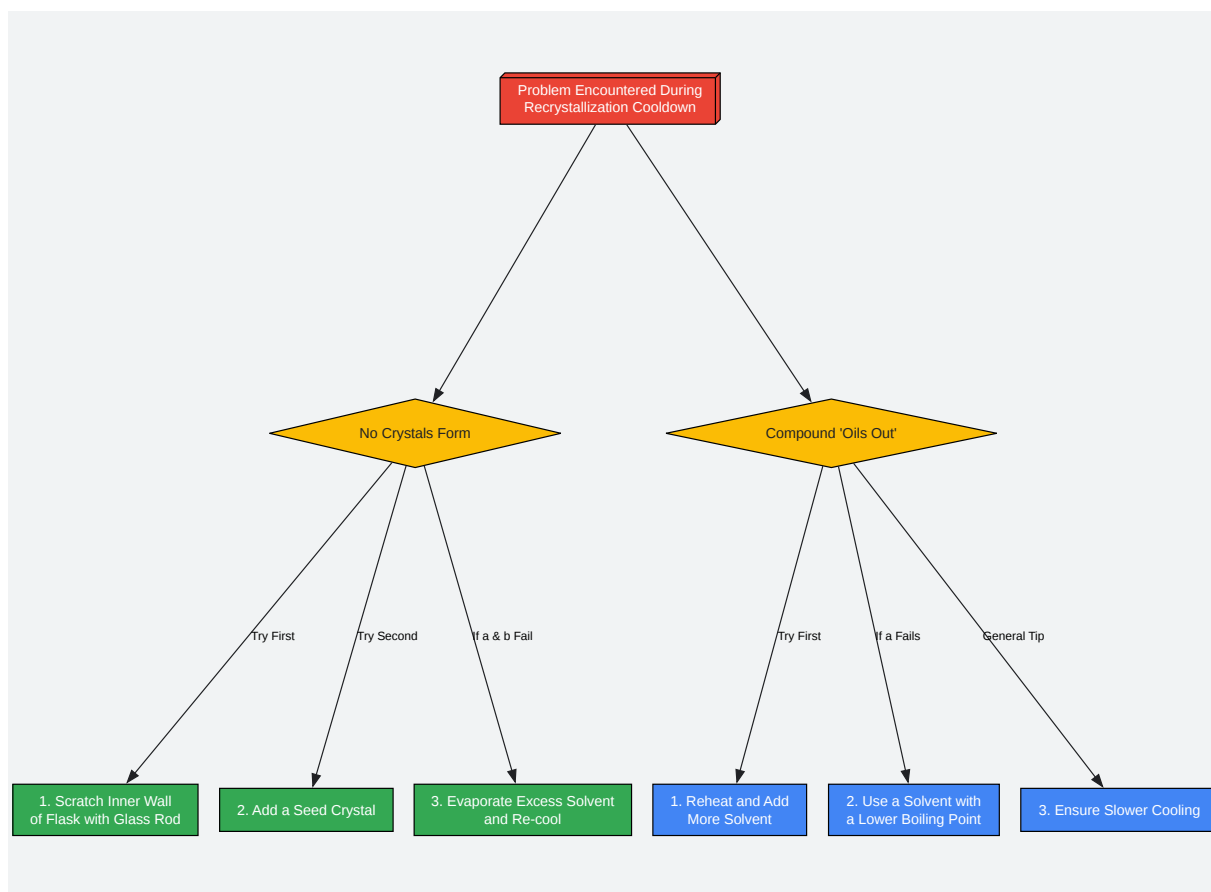 Problem Encountered During
Recrystallization Cooldown
No Crystals Form
Compound 'Oils Out'
Try First
Try Second
If a & b Fail
Try First
If a Fails
General Tip
1. Scratch Inner Wall
of Flask with Glass Rod
2. Add a Seed Crystal
3. Evaporate Excess Solvent
and Re-cool
1. Reheat and Add
More Solvent
2. Use a Solvent with
a Lower Boiling Point
3. Ensure Slower Cooling